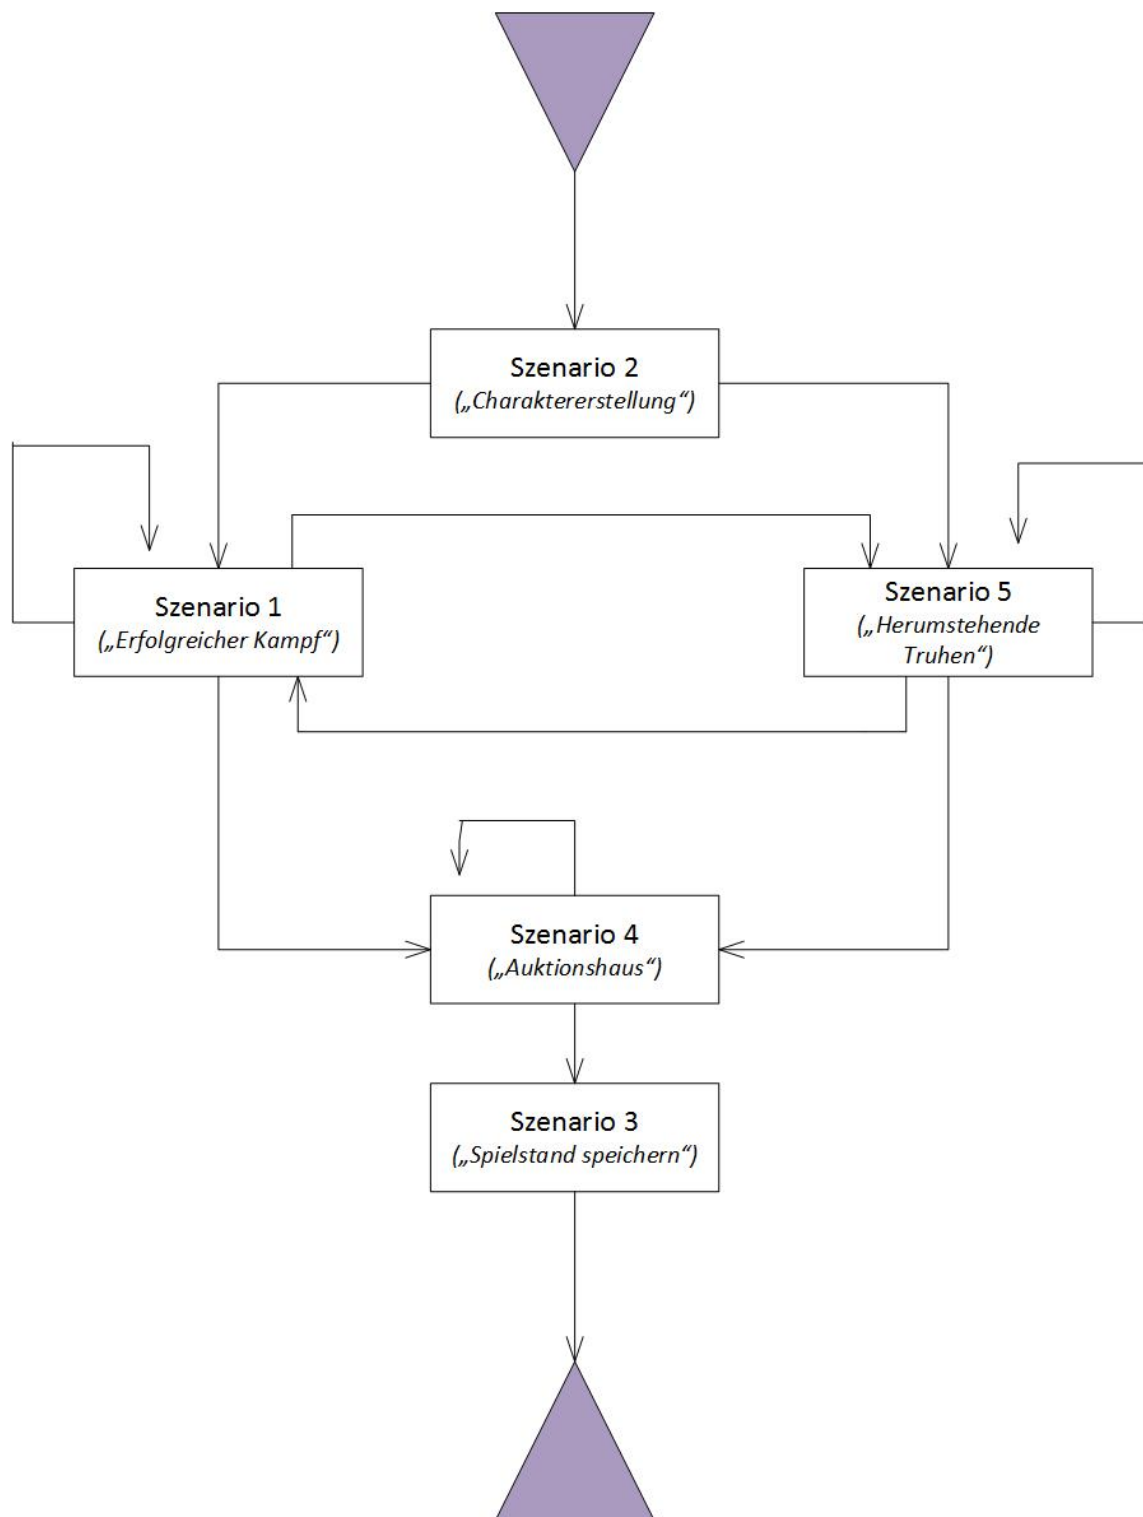 Szenario 2
(„Charaktererstellung“)
Szenario 1
(„Erfolgreicher Kampf“)
Szenario 5
(„Herumstehende
Truhen“)
Szenario 4
(„Auktionshaus“)
Szenario 3
(„Spielstand speichern“)